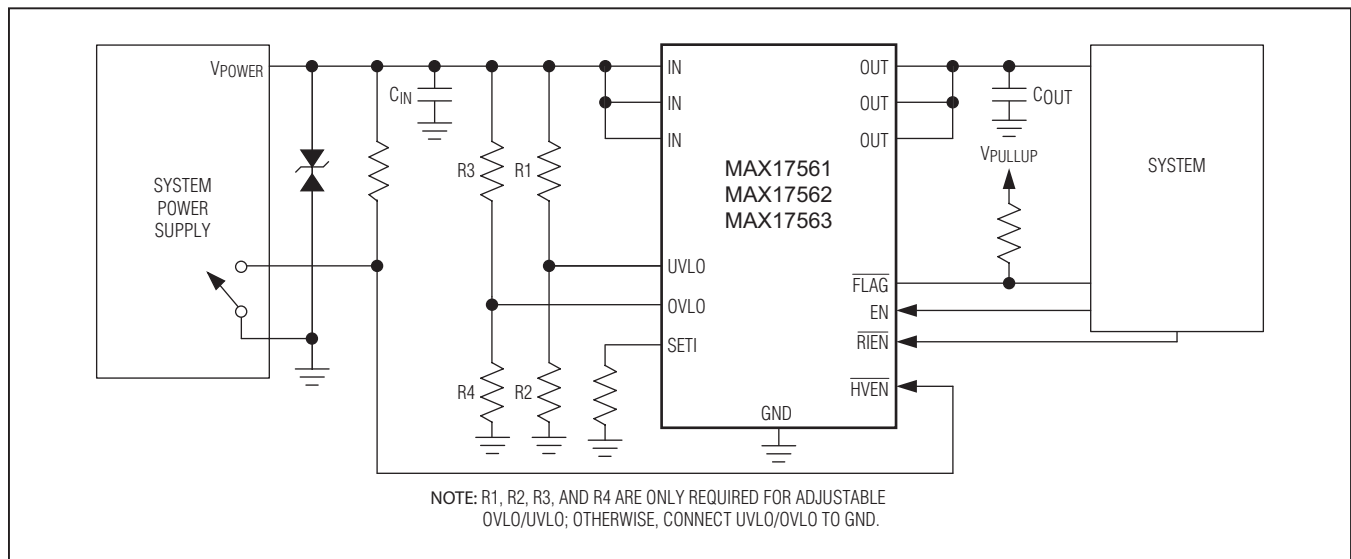 VPOWER
SYSTEM
POWER
SUPPLY
CIN
R3
R1
R4
R2
IN
IN
IN
UVLO
OVLO
SETI
MAX17561
MAX17562
MAX17563
GND
OUT
OUT
OUT
FLAG
EN
RIEN
HVEN
COUT
VPULLUP
SYSTEM
NOTE: R1, R2, R3, AND R4 ARE ONLY REQUIRED FOR ADJUSTABLE
OVLO/UVLO; OTHERWISE, CONNECT UVLO/OVLO TO GND.